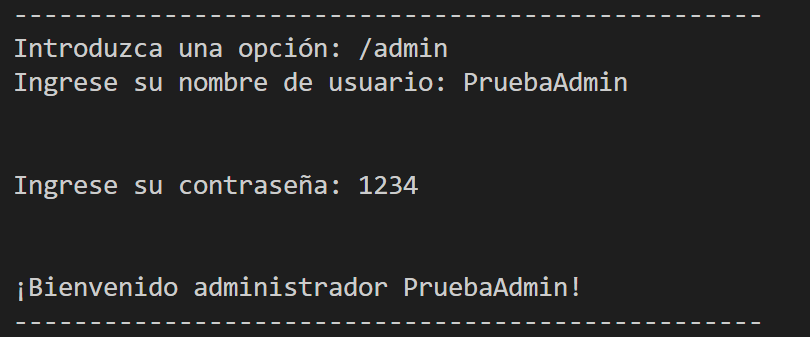 --------------------------------------------------
Introduzca una opción: /admin
Ingrese su nombre de usuario: PruebaAdmin
Ingrese su contraseña: 1234
¡Bienvenido administrador PruebaAdmin!
--------------------------------------------------